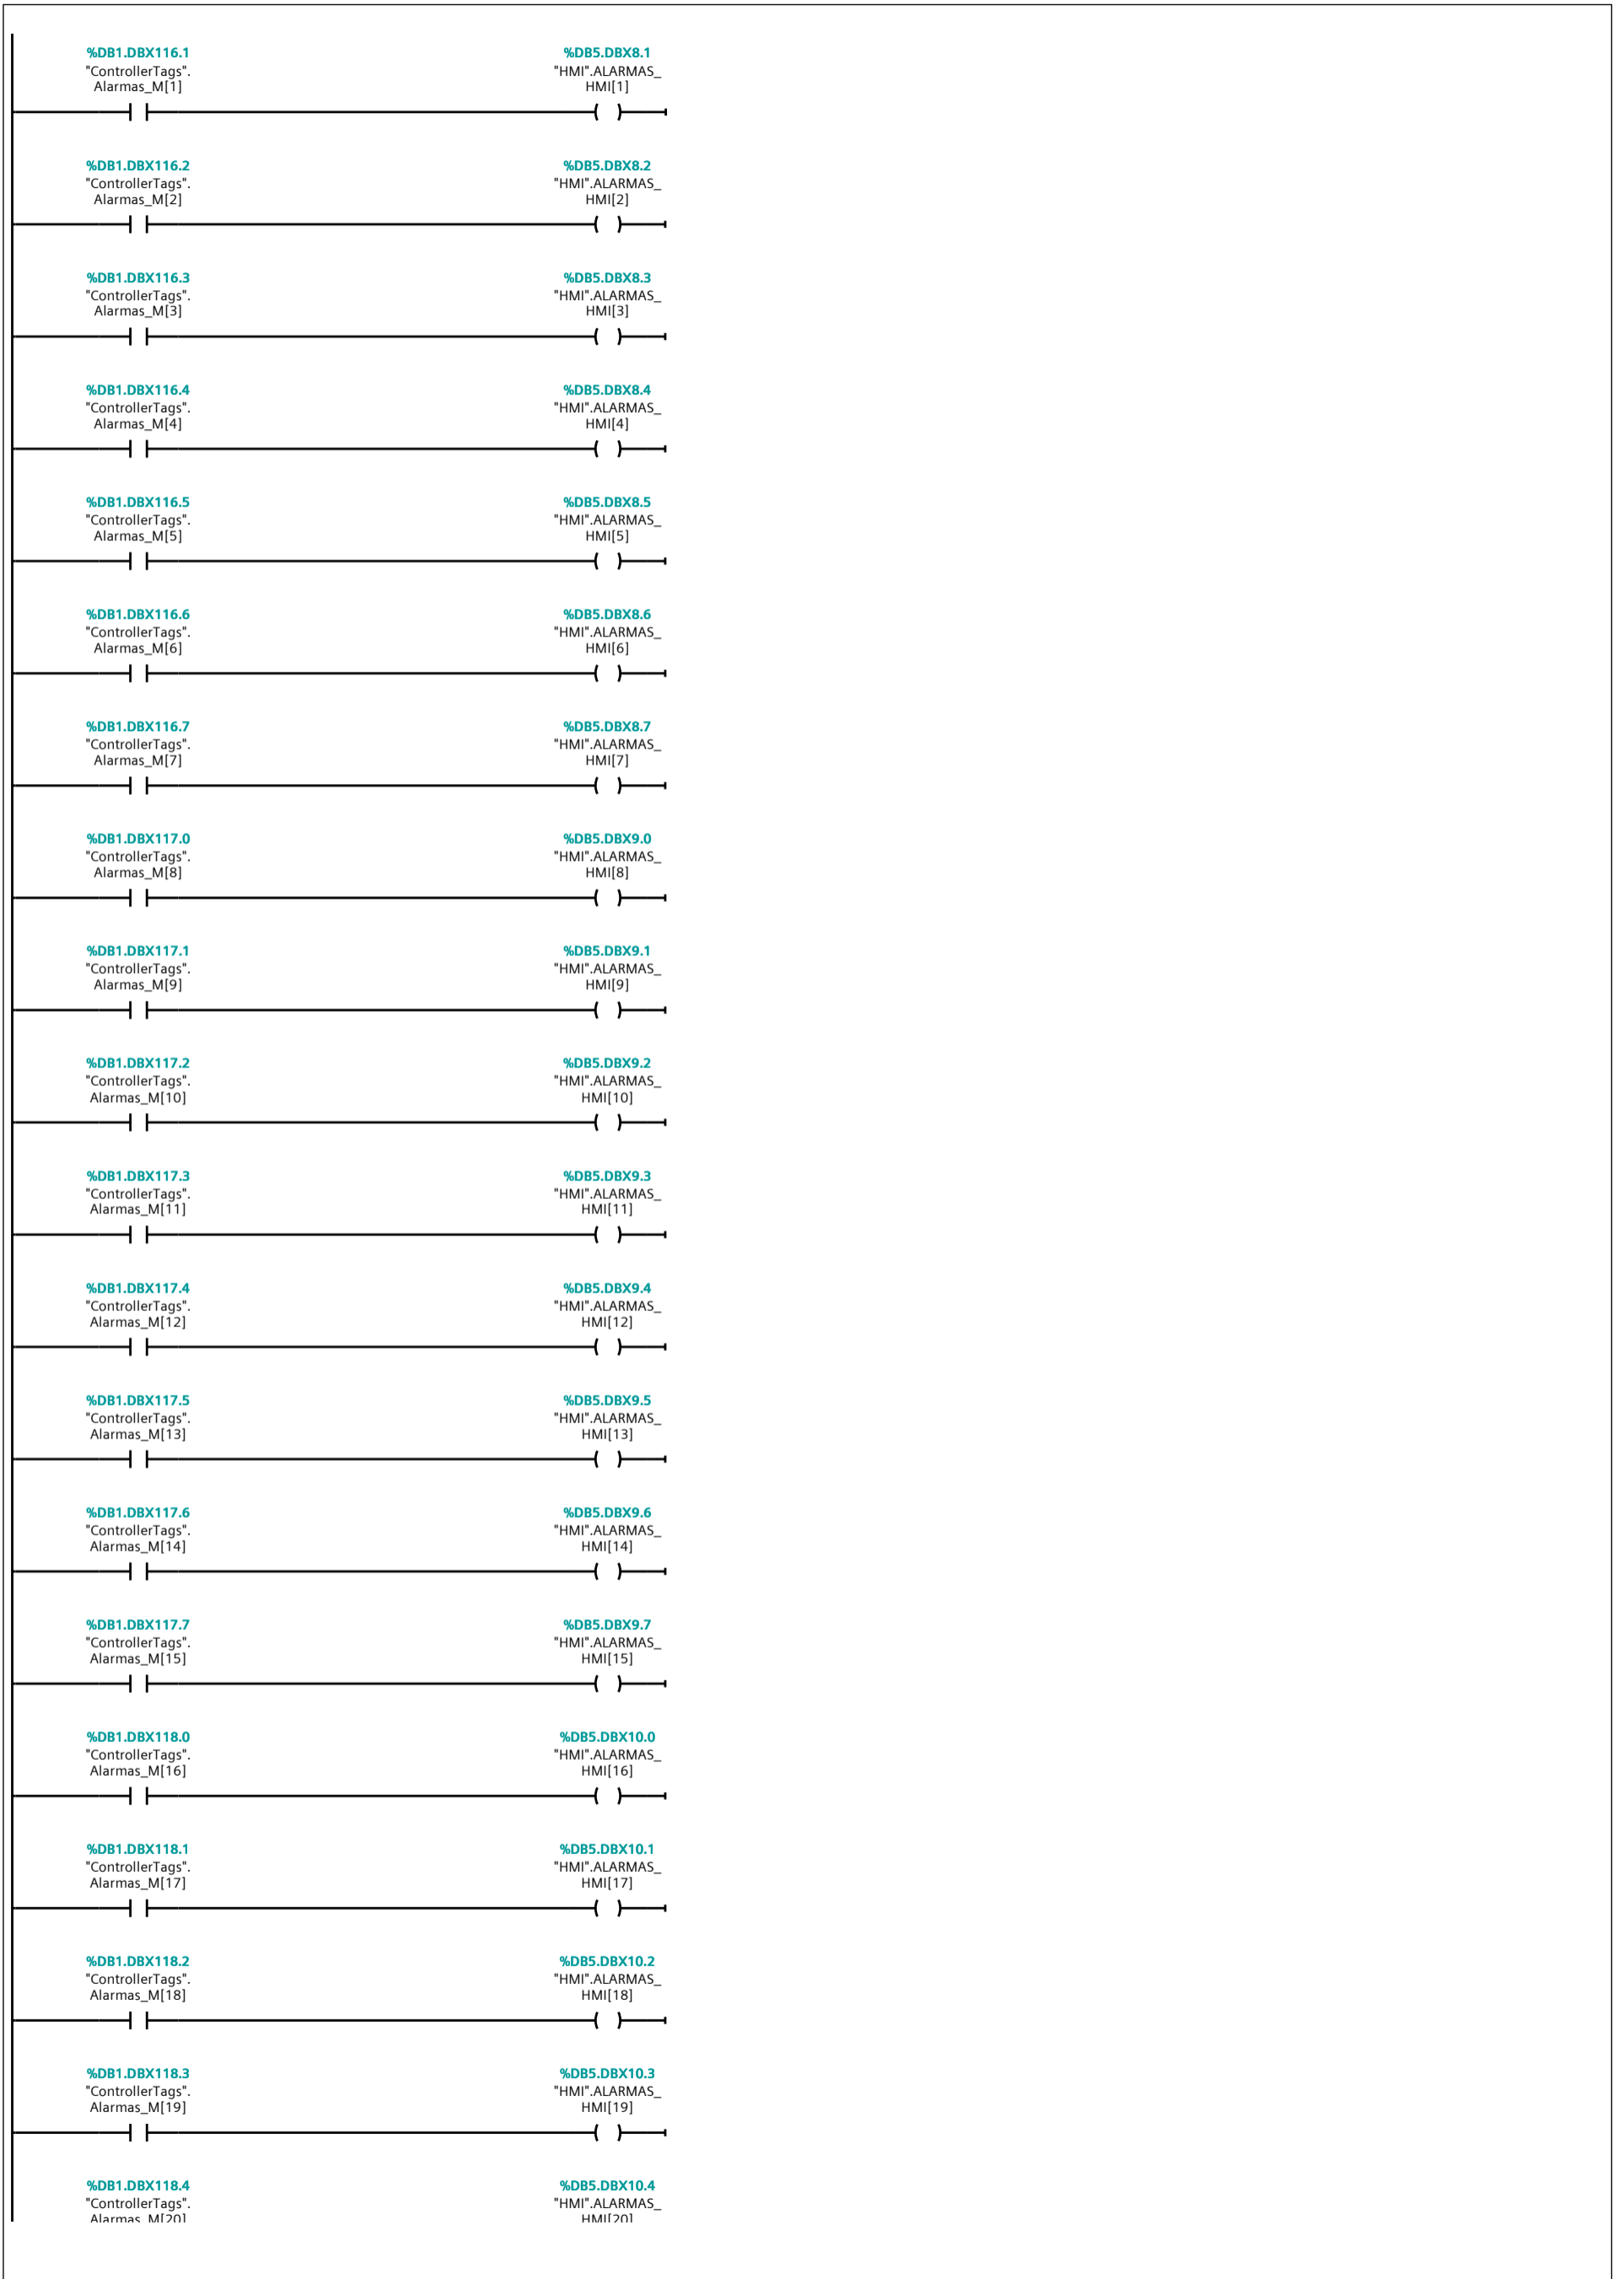 %DB1.DBX116.1 %DB5.DBX8.1
"ControllerTags". "HMI".ALARMAS_
Alarmas_M[1] HMI[1]
%DB1.DBX116.2 %DB5.DBX8.2
"ControllerTags". "HMI".ALARMAS_
Alarmas_M[2] HMI[2]
%DB1.DBX116.3 %DB5.DBX8.3
"ControllerTags". "HMI".ALARMAS_
Alarmas_M[3] HMI[3]
%DB1.DBX116.4 %DB5.DBX8.4
"ControllerTags". "HMI".ALARMAS_
Alarmas_M[4] HMI[4]
%DB1.DBX116.5 %DB5.DBX8.5
"ControllerTags". "HMI".ALARMAS_
Alarmas_M[5] HMI[5]
%DB1.DBX116.6 %DB5.DBX8.6
"ControllerTags". "HMI".ALARMAS_
Alarmas_M[6] HMI[6]
%DB1.DBX116.7 %DB5.DBX8.7
"ControllerTags". "HMI".ALARMAS_
Alarmas_M[7] HMI[7]
%DB1.DBX117.0 %DB5.DBX9.0
"ControllerTags". "HMI".ALARMAS_
Alarmas_M[8] HMI[8]
%DB1.DBX117.1 %DB5.DBX9.1
"ControllerTags". "HMI".ALARMAS_
Alarmas_M[9] HMI[9]
%DB1.DBX117.2 %DB5.DBX9.2
"ControllerTags". "HMI".ALARMAS_
Alarmas_M[10] HMI[10]
%DB1.DBX117.3 %DB5.DBX9.3
"ControllerTags". "HMI".ALARMAS_
Alarmas_M[11] HMI[11]
%DB1.DBX117.4 %DB5.DBX9.4
"ControllerTags". "HMI".ALARMAS_
Alarmas_M[12] HMI[12]
%DB1.DBX117.5 %DB5.DBX9.5
"ControllerTags". "HMI".ALARMAS_
Alarmas_M[13] HMI[13]
%DB1.DBX117.6 %DB5.DBX9.6
"ControllerTags". "HMI".ALARMAS_
Alarmas_M[14] HMI[14]
%DB1.DBX117.7 %DB5.DBX9.7
"ControllerTags". "HMI".ALARMAS_
Alarmas_M[15] HMI[15]
%DB1.DBX118.0 %DB5.DBX10.0
"ControllerTags". "HMI".ALARMAS_
Alarmas_M[16] HMI[16]
%DB1.DBX118.1 %DB5.DBX10.1
"ControllerTags". "HMI".ALARMAS_
Alarmas_M[17] HMI[17]
%DB1.DBX118.2 %DB5.DBX10.2
"ControllerTags". "HMI".ALARMAS_
Alarmas_M[18] HMI[18]
%DB1.DBX118.3 %DB5.DBX10.3
"ControllerTags". "HMI".ALARMAS_
Alarmas_M[19] HMI[19]
%DB1.DBX118.4 %DB5.DBX10.4
"ControllerTags". "HMI".ALARMAS_
Alarmas_M[20] HMI[20]